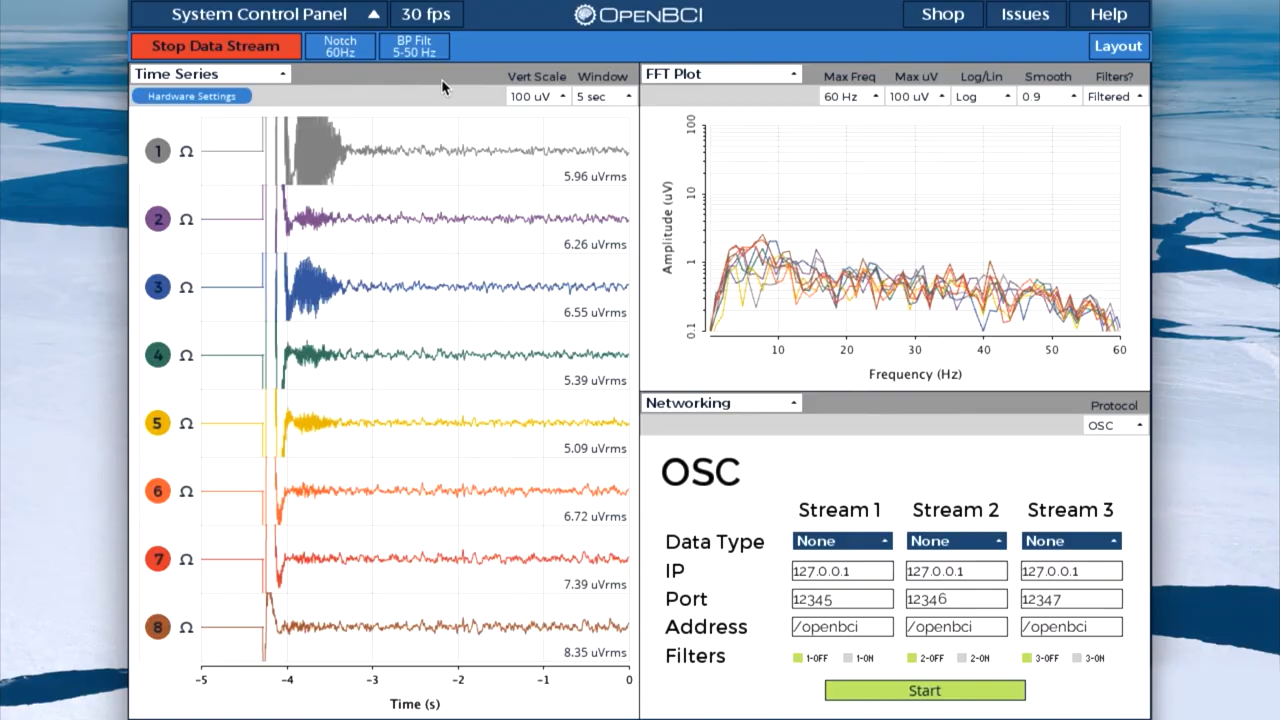 System Control Panel 30 fps OpenBCI Shop Issues Help
Stop Data Stream Notch 60Hz BP Filt 5-50 Hz Layout
Time Series Vert Scale Window
Hardware Settings 100 uV 5 sec
1 Ω 5.96 uVrms
2 Ω 6.26 uVrms
3 Ω 6.55 uVrms
4 Ω 5.39 uVrms
5 Ω 5.09 uVrms
6 Ω 6.72 uVrms
7 Ω 7.39 uVrms
8 Ω 8.35 uVrms
-5 -4 -3 -2 -1 0
Time (s)
FFT Plot Max Freq Max uV Log/Lin Smooth Filters?
60 Hz 100 uV Log 0.9 Filtered
Amplitude (uV)
100
10
1
0.1
10 20 30 40 50 60
Frequency (Hz)
Networking Protocol
OSC
OSC
Stream 1 Stream 2 Stream 3
Data Type None None None
IP 127.0.0.1 127.0.0.1 127.0.0.1
Port 12345 12346 12347
Address /openbci /openbci /openbci
Filters 1-OFF 1-ON 2-OFF 2-ON 3-OFF 3-ON
Start